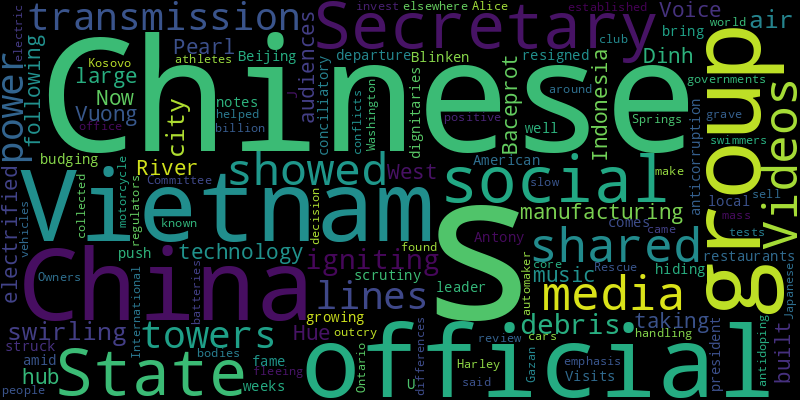 transmission
Secretary
Voice
air
invest elsewhere Alice
established
world
club
bring
electric
following
power
Kosovo
large
Pearl
athletes
Beijing
audiences
departure
Blinken
resigned
Dinh
governments
Chinese
conciliatory
conflicts
Washington
dignitaries
Baceprot
well
positive
around
Indonesia
Springs
grave
group
Videos
Now
Vuong
office
notes
helped
billion
city
anticorruption
swimmers
budging
River
showed
West
American
slow
social
make
restaurants
electrified
collected
motorcycle
regulators
Committee
known
decision
Vietnam
S
manufacturing
local
sell
mass
tests
vehicles
China
push
technology
igniting
found
Antony
comes
came
shared
Owners
International
batteries
scrutiny
leader
automaker
core
Rescue
music
hiding
lines
media
swirling
towers
Hue
growing
outcry
differences
debris
taking
handling
president
antidoping
Japanese
built
struck
amid
hub
people
State
bodies
fame
fleeing
weeks
official
Ontario
U
review
cars
Harley
said
Gazan
emphasis
Visits